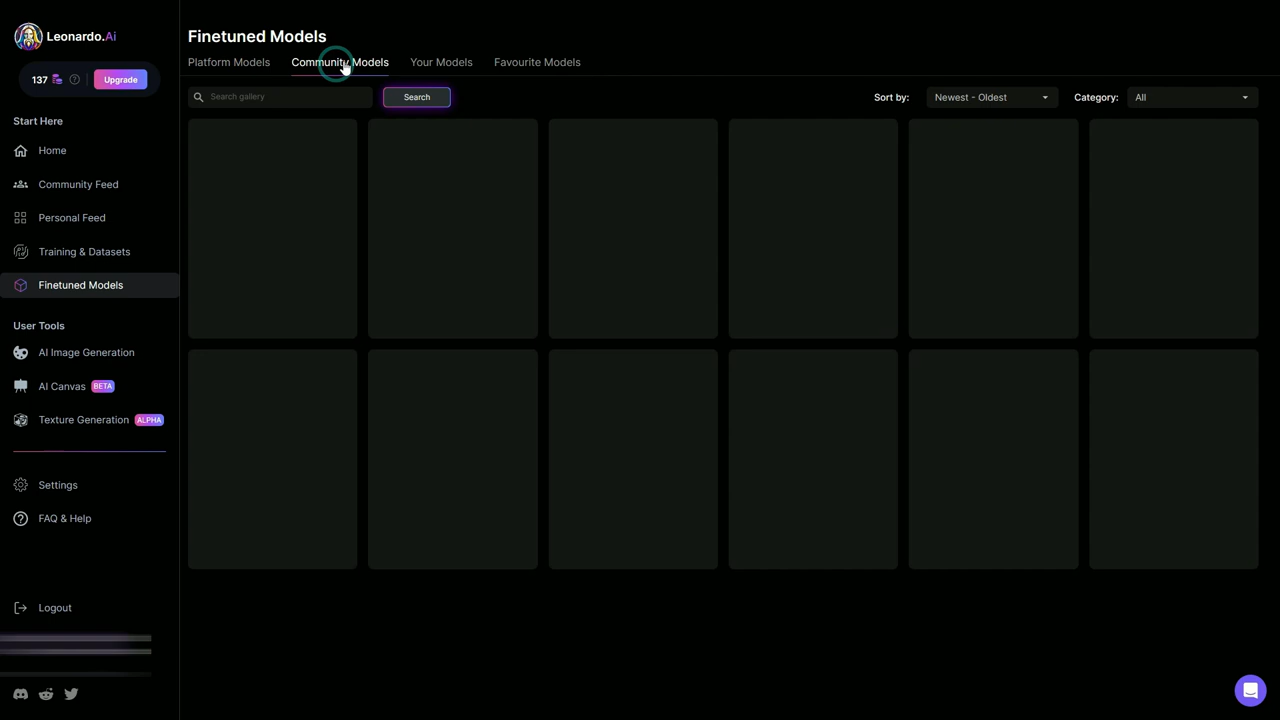 Leonardo.Ai
137
Upgrade
Start Here
Home
Community Feed
Personal Feed
Training & Datasets
Finetuned Models
User Tools
AI Image Generation
AI Canvas BETA
Texture Generation ALPHA
Settings
FAQ & Help
Logout
Finetuned Models
Platform Models Community Models Your Models Favourite Models
Search gallery Search Sort by: Newest - Oldest Category: All